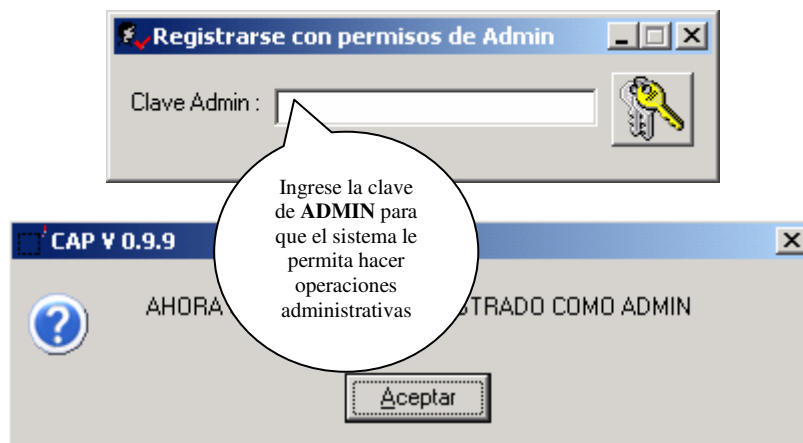 Registrarse con permisos de Admin
Clave Admin :
Ingrese la clave
de ADMIN para
que el sistema le
permita hacer
operaciones
administrativas
CAP V 0.9.9
AHORA STRADO COMO ADMIN
Aceptar